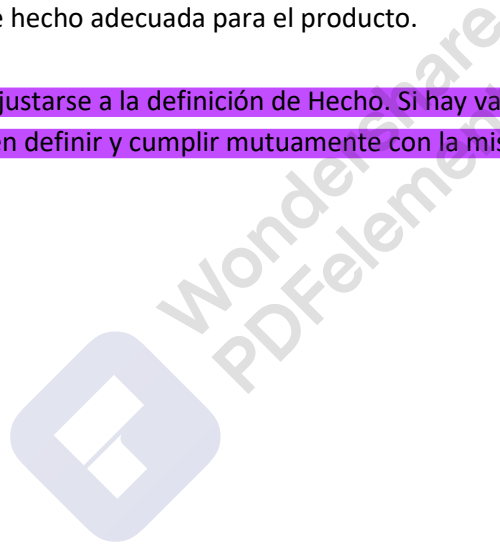 e hecho adecuada para el producto.
justarse a la definición de Hecho. Si hay va
en definir y cumplir mutuamente con la mis
Wondershare
PDFelement